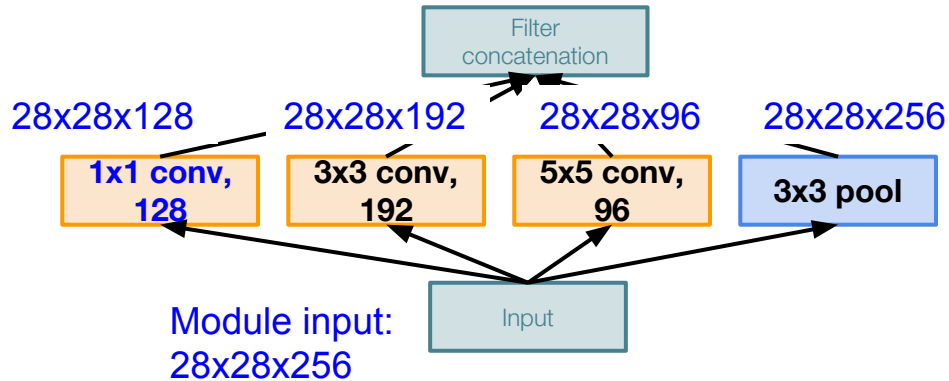 Filter
concatenation
28x28x128
28x28x192
28x28x96
28x28x256
1x1 conv,
128
3x3 conv,
192
5x5 conv,
96
3x3 pool
Input
Module input:
28x28x256